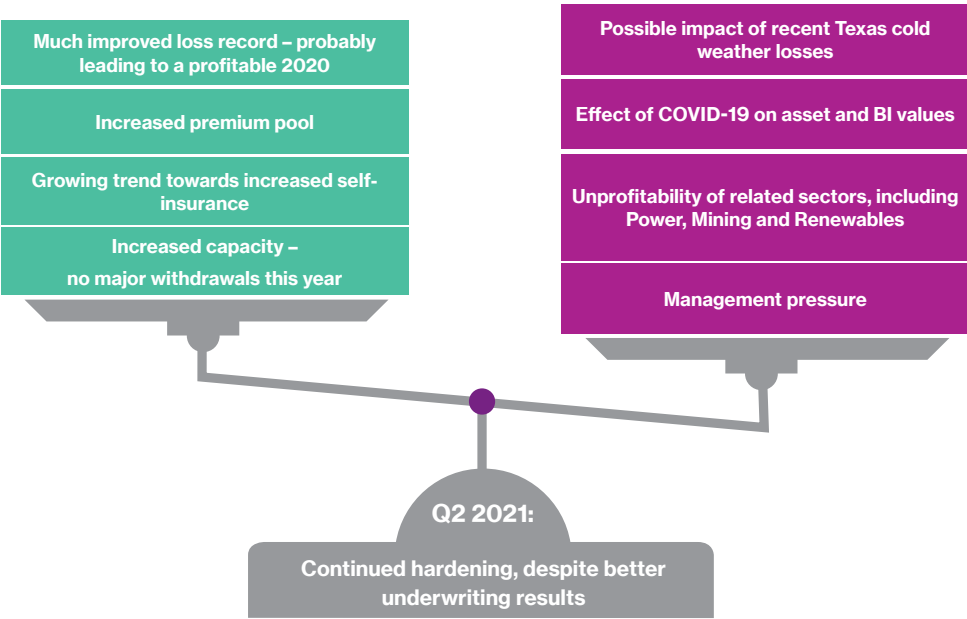 Much improved loss record – probably
leading to a profitable 2020
Increased premium pool
Growing trend towards increased self-
insurance
Increased capacity –
no major withdrawals this year
Possible impact of recent Texas cold
weather losses
Effect of COVID-19 on asset and BI values
Unprofitability of related sectors, including
Power, Mining and Renewables
Management pressure
Q2 2021:
Continued hardening, despite better
underwriting results